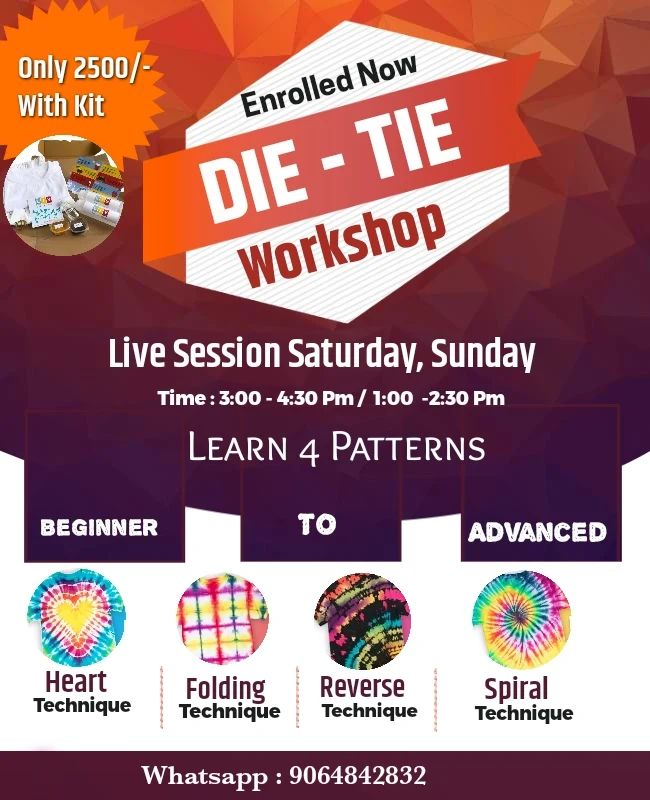 Only 2500/-
With Kit
Enrolled Now
DIE - TIE
Workshop
Live Session Saturday, Sunday
Time : 3:00 - 4:30 Pm / 1:00 -2:30 Pm
LEARN 4 PATTERNS
BEGINNER TO ADVANCED
Heart Technique
Folding Technique
Reverse Technique
Spiral Technique
Whatsapp : 9064842832